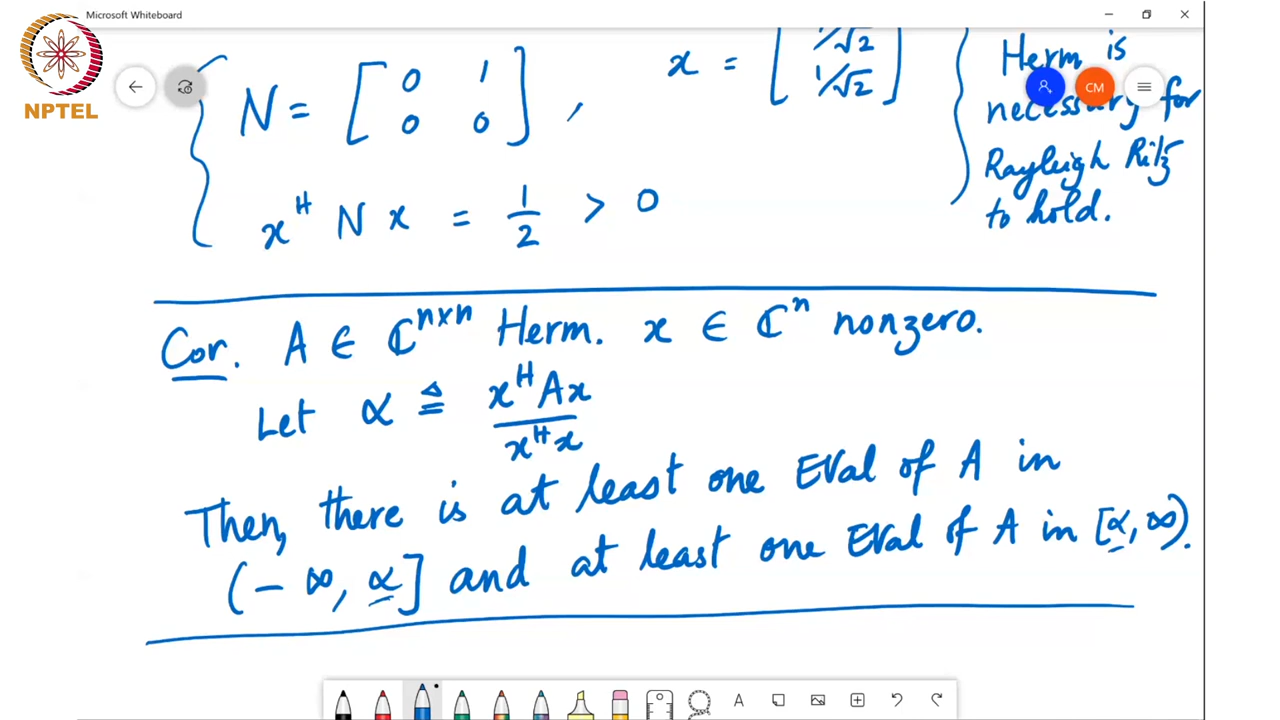 Microsoft Whiteboard
NPTEL
CM
N = [ 0 1
0 0 ] ,
x = [ 1/√2
1/√2 ]
Herm is
necessary for
Rayleigh Ritz
to hold.
x^H N x = 1/2 > 0
Cor. A ∈ ℂ^{n×n} Herm. x ∈ ℂ^n nonzero.
Let α ≜ x^H A x / x^H x
Then, there is at least one Eval of A in
(-∞, α] and at least one Eval of A in [α, ∞).
A